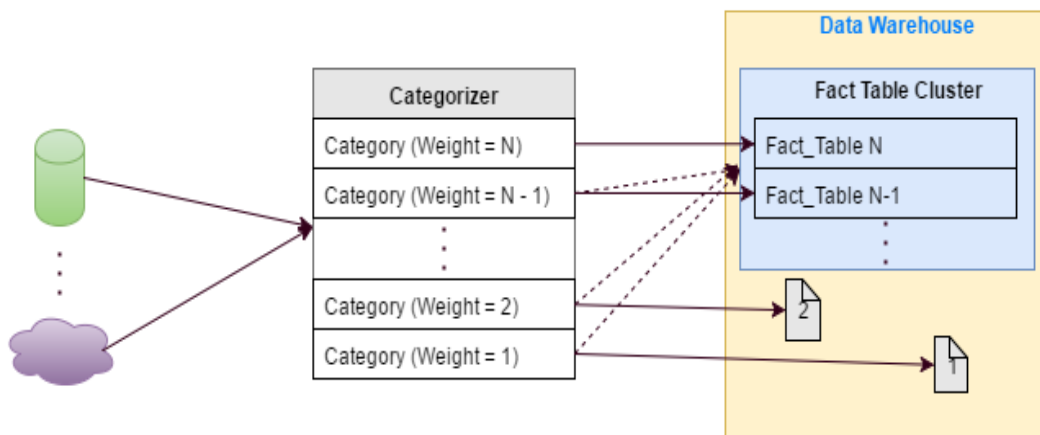 Data Warehouse
Categorizer
Fact Table Cluster
Category (Weight = N)
Fact_Table N
Category (Weight = N - 1)
Fact_Table N-1
Category (Weight = 2)
2
Category (Weight = 1)
1